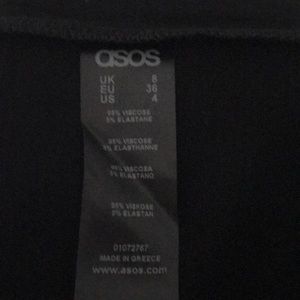 asos
UK 8
EU 36
US 4
95% VISCOSE
5% ELASTANE
95% VISCOSE
5% ELASTHANNE
95% VISCOSA
5% ELASTANO
95% VISKOSE
5% ELASTAN
01072767
MADE IN GREECE
www.asos.com